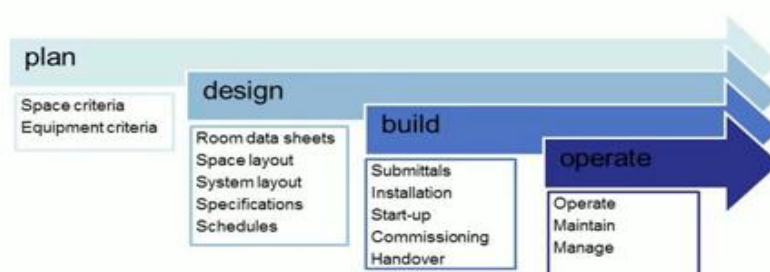 plan
Space criteria
Equipment criteria
design
Room data sheets
Space layout
System layout
Specifications
Schedules
build
Submittals
Installation
Start-up
Commissioning
Handover
operate
Operate
Maintain
Manage